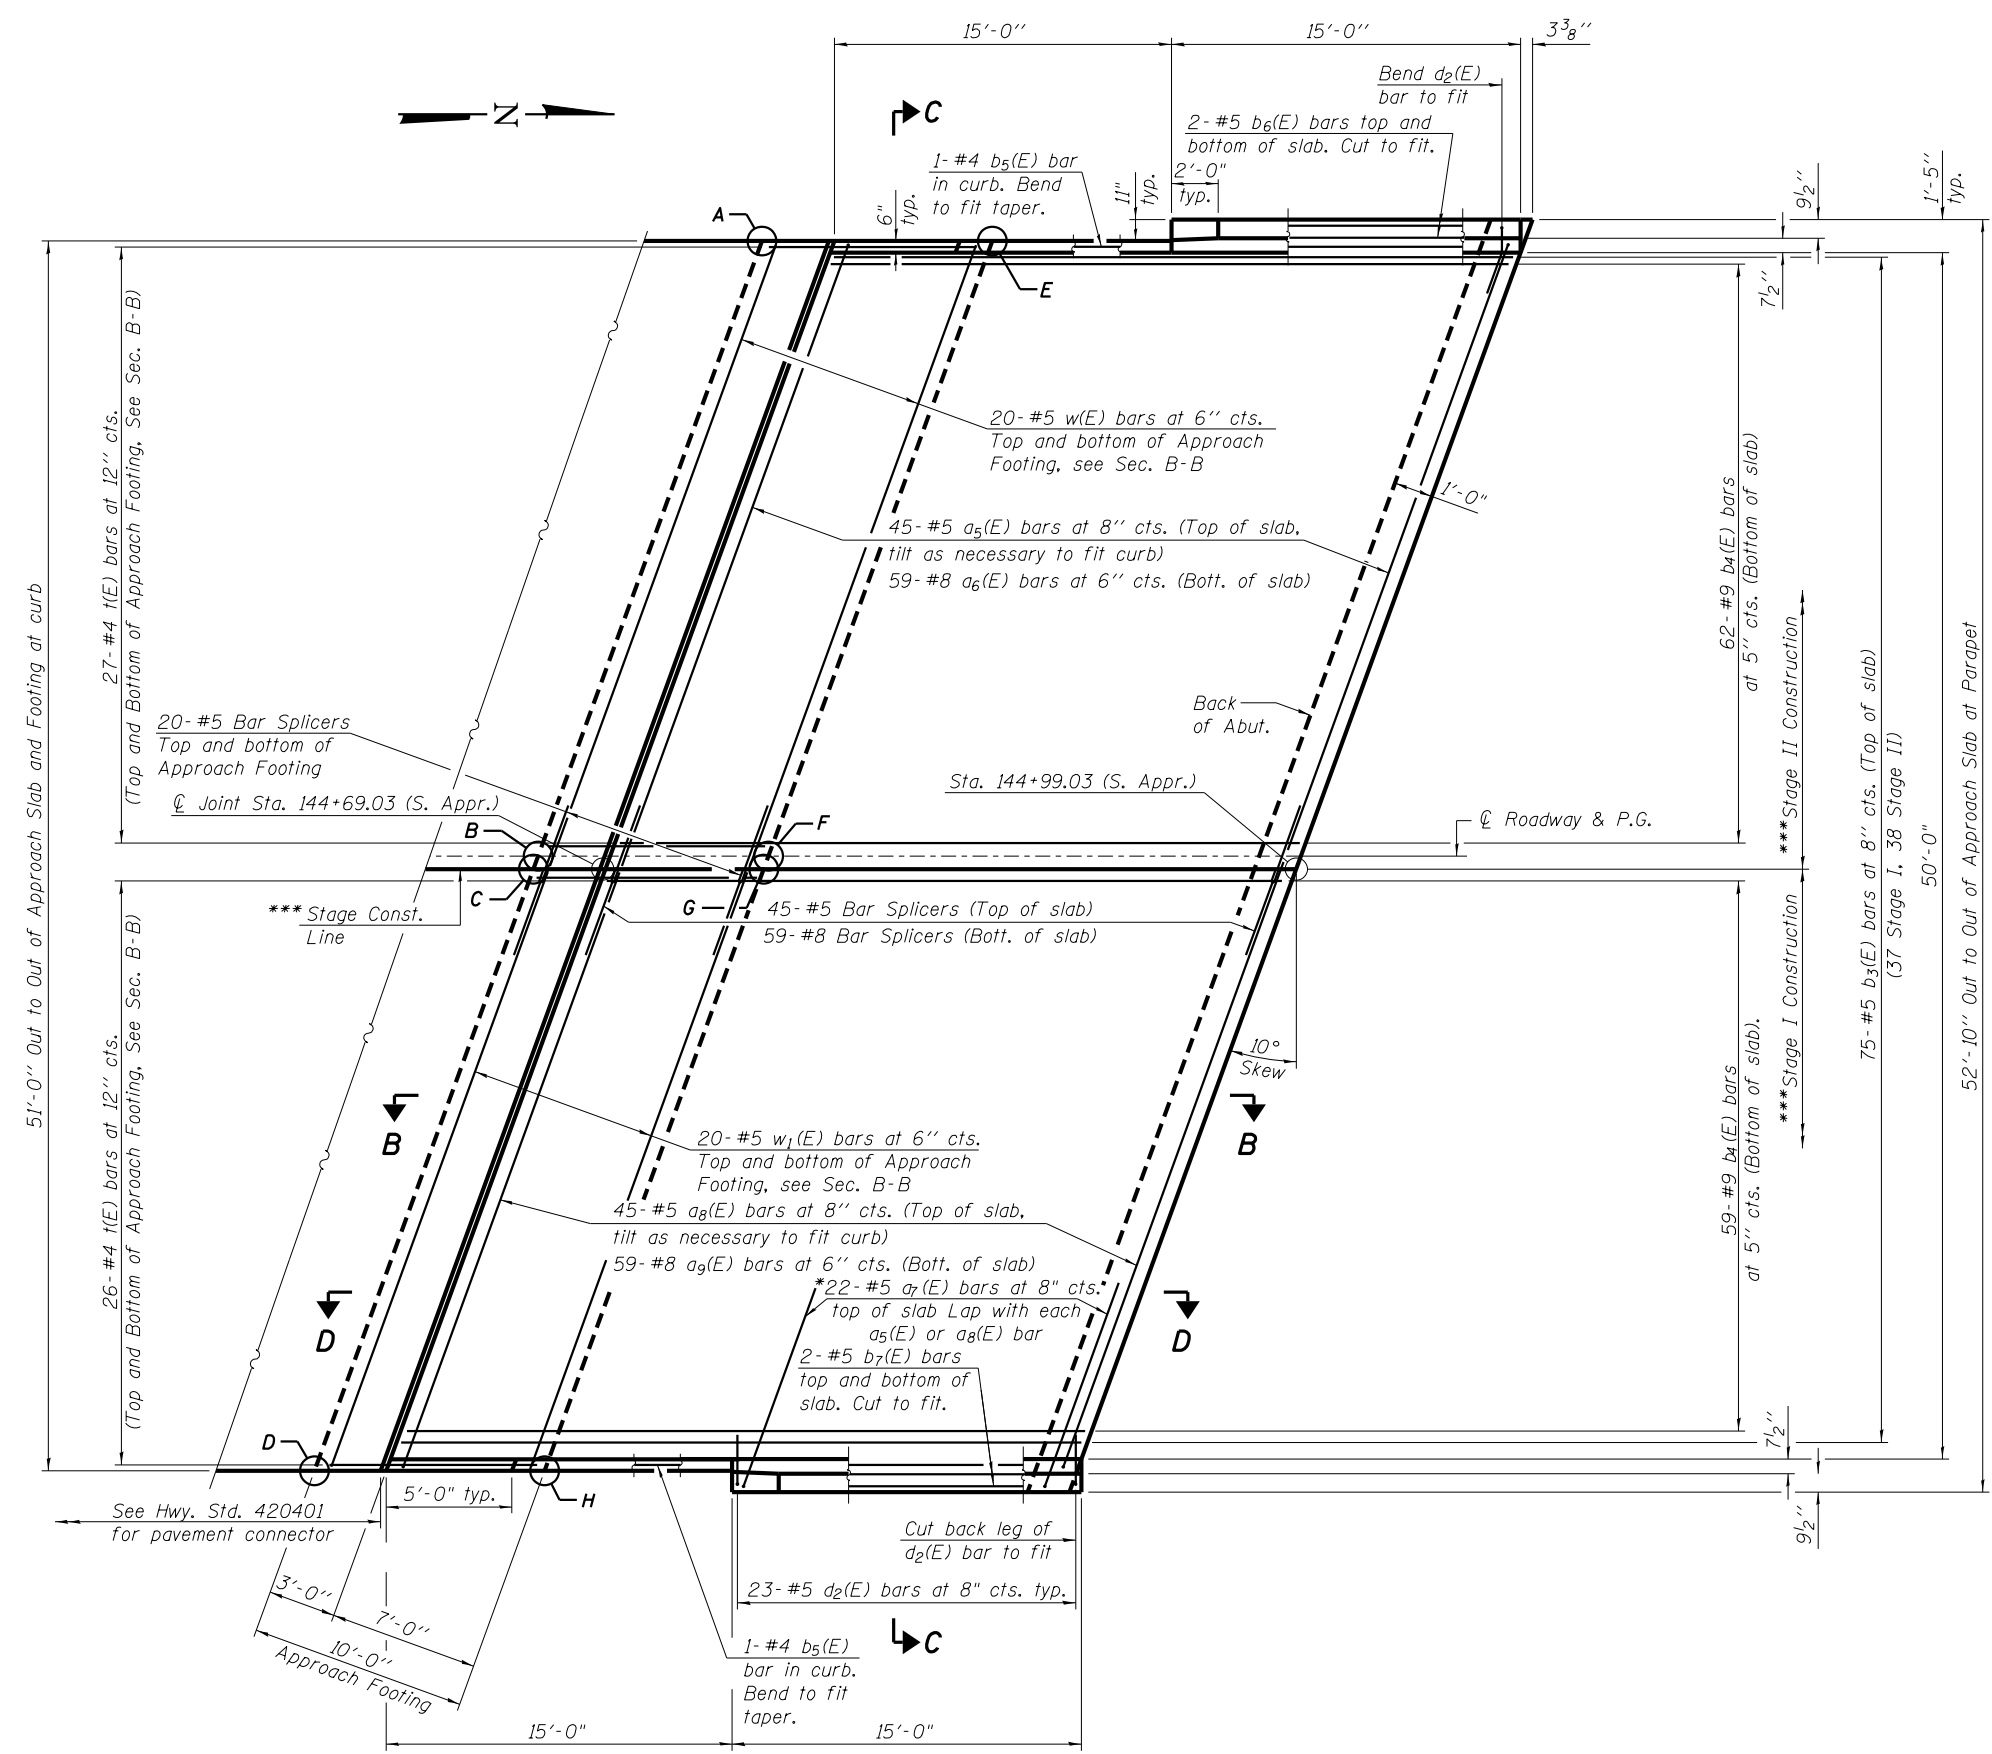 15'-0"
15'-0"
3 3/8"
Bend d2(E)
bar to fit
N
C
2-#5 b6(E) bars top and
bottom of slab. Cut to fit.
1-#4 b5(E) bar
in curb. Bend
to fit taper.
2'-0"
typ.
11"
typ.
6"
typ.
9 1/2"
1'-5"
typ.
A
E
7 1/2"
27-#4 t(E) bars at 12" cts.
(Top and Bottom of Approach Footing, See Sec. B-B)
20-#5 w(E) bars at 6" cts.
Top and bottom of Approach
Footing, see Sec. B-B
1'-0"
45-#5 a5(E) bars at 8" cts. (Top of slab,
tilt as necessary to fit curb)
59-#8 a6(E) bars at 6" cts. (Bott. of slab)
62-#9 b4(E) bars
at 5" cts. (Bottom of slab)
51'-0" Out to Out of Approach Slab and Footing at curb
***Stage II Construction
75-#5 b3(E) bars at 8" cts. (Top of slab)
(37 Stage I, 38 Stage II)
50'-0"
52'-10" Out to Out of Approach Slab at Parapet
Back
of Abut.
20-#5 Bar Splicers
Top and bottom of
Approach Footing
Sta. 144+99.03 (S. Appr.)
℄ Joint Sta. 144+69.03 (S. Appr.)
B
F
℄ Roadway & P.G.
C
G
***Stage Const.
Line
45-#5 Bar Splicers (Top of slab)
59-#8 Bar Splicers (Bott. of slab)
***Stage I Construction
26-#4 t(E) bars at 12" cts.
(Top and Bottom of Approach Footing, See Sec. B-B)
10°
Skew
B
B
59-#9 b4(E) bars
at 5" cts. (Bottom of slab).
20-#5 w1(E) bars at 6" cts.
Top and bottom of Approach
Footing, see Sec. B-B
45-#5 a8(E) bars at 8" cts. (Top of slab,
tilt as necessary to fit curb)
59-#8 a9(E) bars at 6" cts. (Bott. of slab)
*22-#5 a7(E) bars at 8" cts.
top of slab Lap with each
a5(E) or a8(E) bar
D
D
2-#5 b7(E) bars
top and bottom of
slab. Cut to fit.
7 1/2"
D
H
5'-0" typ.
See Hwy. Std. 420401
for pavement connector
9 1/2"
Cut back leg of
d2(E) bar to fit
3'-0"
7'-0"
23-#5 d2(E) bars at 8" cts. typ.
10'-0"
Approach Footing
C
1-#4 b5(E)
bar in curb.
Bend to fit
taper.
15'-0"
15'-0"